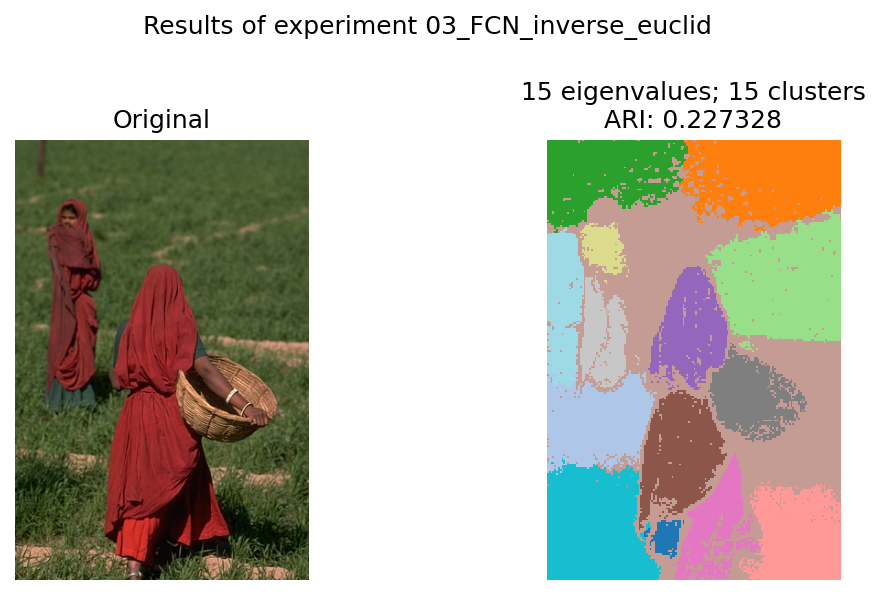 Results of experiment 03_FCN_inverse_euclid
Original
15 eigenvalues; 15 clusters
ARI: 0.227328